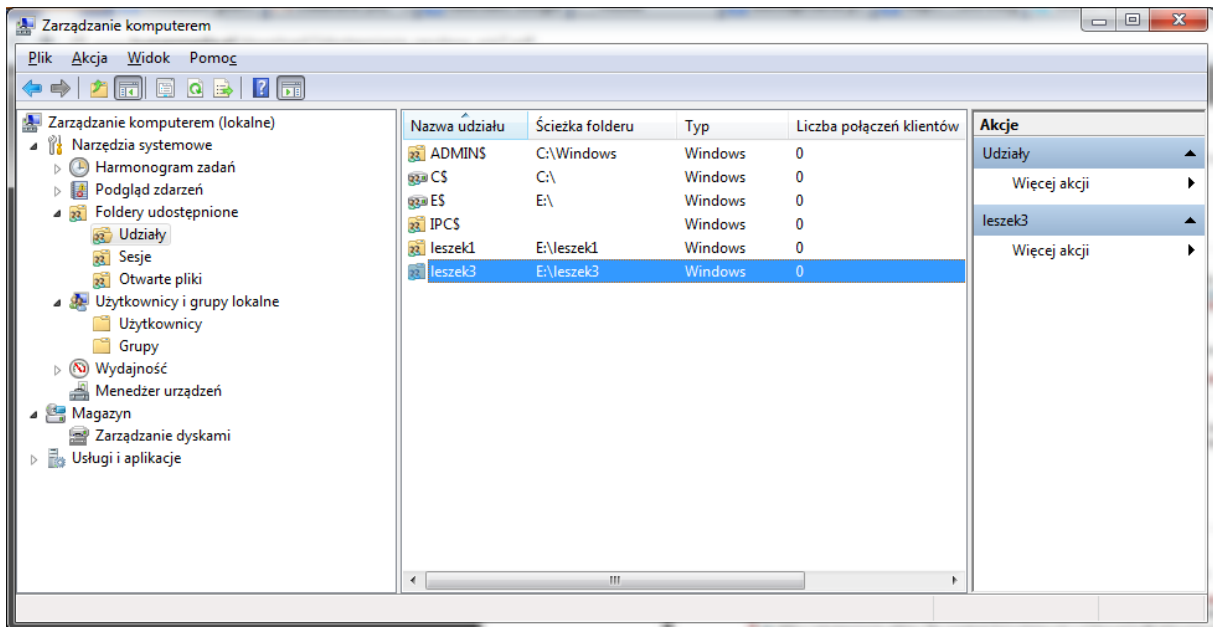 Zarządzanie komputerem
Plik Akcja Widok Pomoc
Zarządzanie komputerem (lokalne)
Narzędzia systemowe
Harmonogram zadań
Podgląd zdarzeń
Foldery udostępnione
Udziały
Sesje
Otwarte pliki
Użytkownicy i grupy lokalne
Użytkownicy
Grupy
Wydajność
Menedżer urządzeń
Magazyn
Zarządzanie dyskami
Usługi i aplikacje
Nazwa udziału Ścieżka folderu Typ Liczba połączeń klientów
ADMIN$ C:\Windows Windows 0
C$ C:\ Windows 0
E$ E:\ Windows 0
IPC$ Windows 0
leszek1 E:\leszek1 Windows 0
leszek3 E:\leszek3 Windows 0
Akcje
Udziały
Więcej akcji
leszek3
Więcej akcji